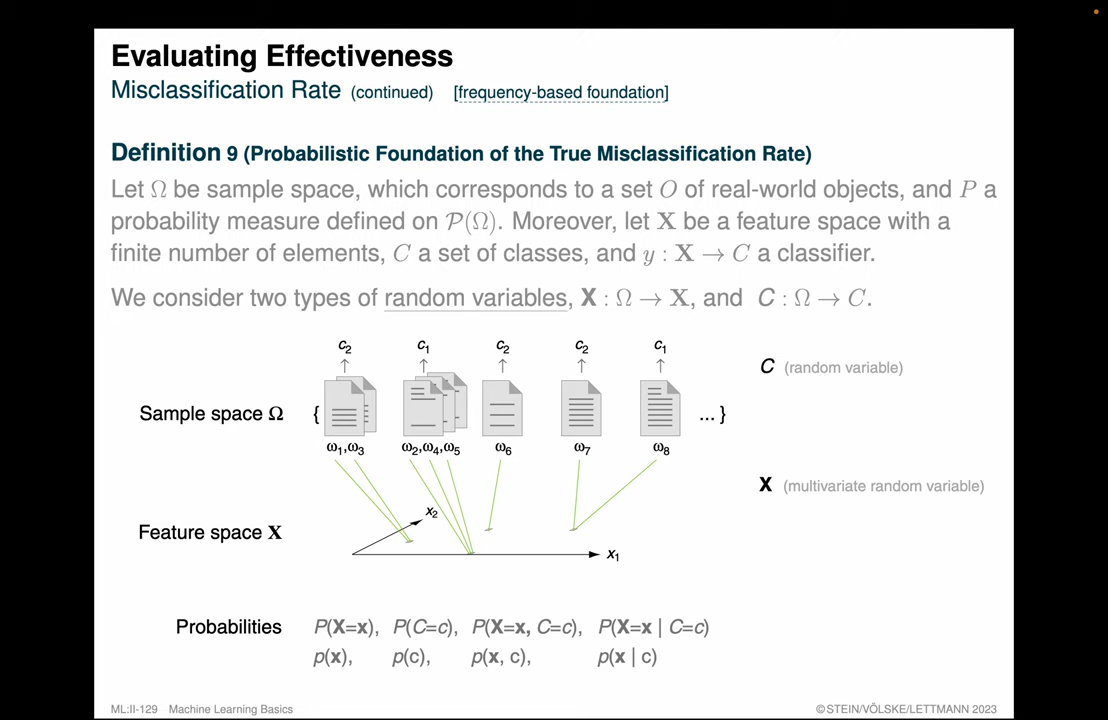 Evaluating Effectiveness
Misclassification Rate (continued) [frequency-based foundation]
Definition 9 (Probabilistic Foundation of the True Misclassification Rate)
Let Ω be sample space, which corresponds to a set O of real-world objects, and P a
probability measure defined on 𝒫(Ω). Moreover, let X be a feature space with a
finite number of elements, C a set of classes, and y : X → C a classifier.
We consider two types of random variables, X : Ω → X, and C : Ω → C.
c₂ c₁ c₂ c₂ c₁
C (random variable)
Sample space Ω { ... }
ω₁,ω₃ ω₂,ω₄,ω₅ ω₆ ω₇ ω₈
X (multivariate random variable)
x₂
Feature space X
x₁
Probabilities P(X=x), P(C=c), P(X=x, C=c), P(X=x | C=c)
p(x), p(c), p(x, c), p(x | c)
ML:II-129 Machine Learning Basics ©STEIN/VÖLSKE/LETTMANN 2023